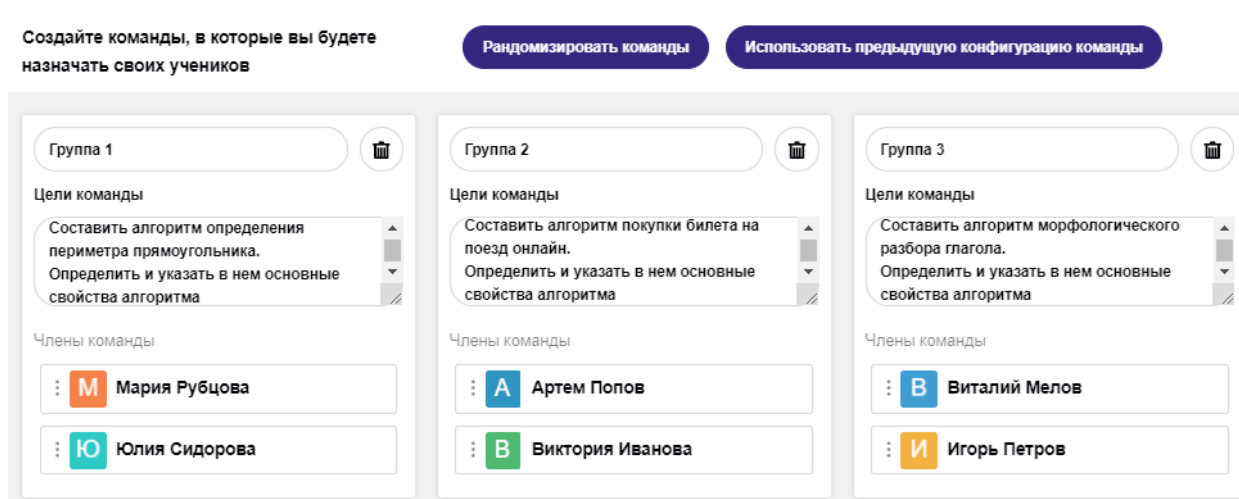 Создайте команды, в которые вы будете
назначать своих учеников
Рандомизировать команды
Использовать предыдущую конфигурацию команды
Группа 1
Цели команды
Составить алгоритм определения
периметра прямоугольника.
Определить и указать в нем основные
свойства алгоритма
Члены команды
М Мария Рубцова
Ю Юлия Сидорова
Группа 2
Цели команды
Составить алгоритм покупки билета на
поезд онлайн.
Определить и указать в нем основные
свойства алгоритма
Члены команды
А Артем Попов
В Виктория Иванова
Группа 3
Цели команды
Составить алгоритм морфологического
разбора глагола.
Определить и указать в нем основные
свойства алгоритма
Члены команды
В Виталий Мелов
И Игорь Петров